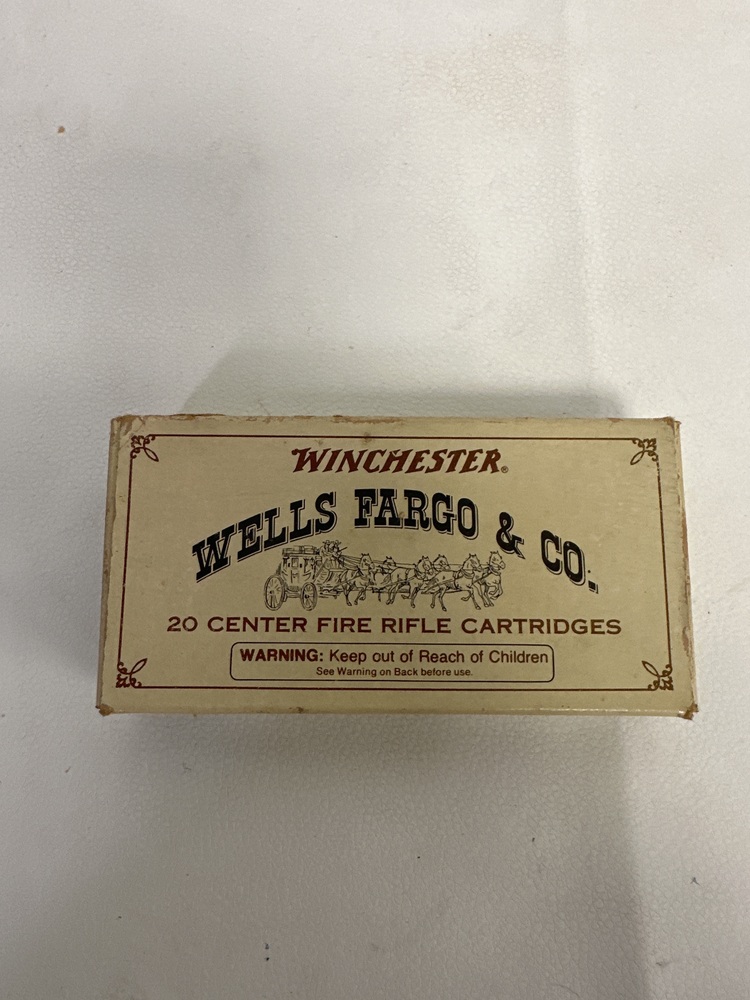 WINCHESTER®
WELLS FARGO & CO.
20 CENTER FIRE RIFLE CARTRIDGES
WARNING: Keep out of Reach of Children
See Warning on Back before use.